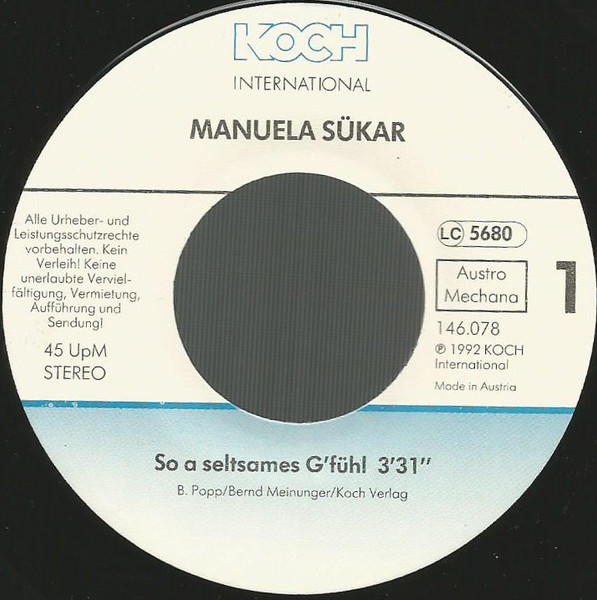 KOCH
INTERNATIONAL
MANUELA SÜKAR
Alle Urheber- und
Leistungsschutzrechte
vorbehalten. Kein
Verleih! Keine
unerlaubte Verviel-
fältigung, Vermietung,
Aufführung und
Sendung!
45 UpM
STEREO
LC 5680
Austro
Mechana
1
146.078
℗ 1992 KOCH
International
Made in Austria
So a seltsames G'fühl 3'31"
B. Popp/Bernd Meinunger/Koch Verlag